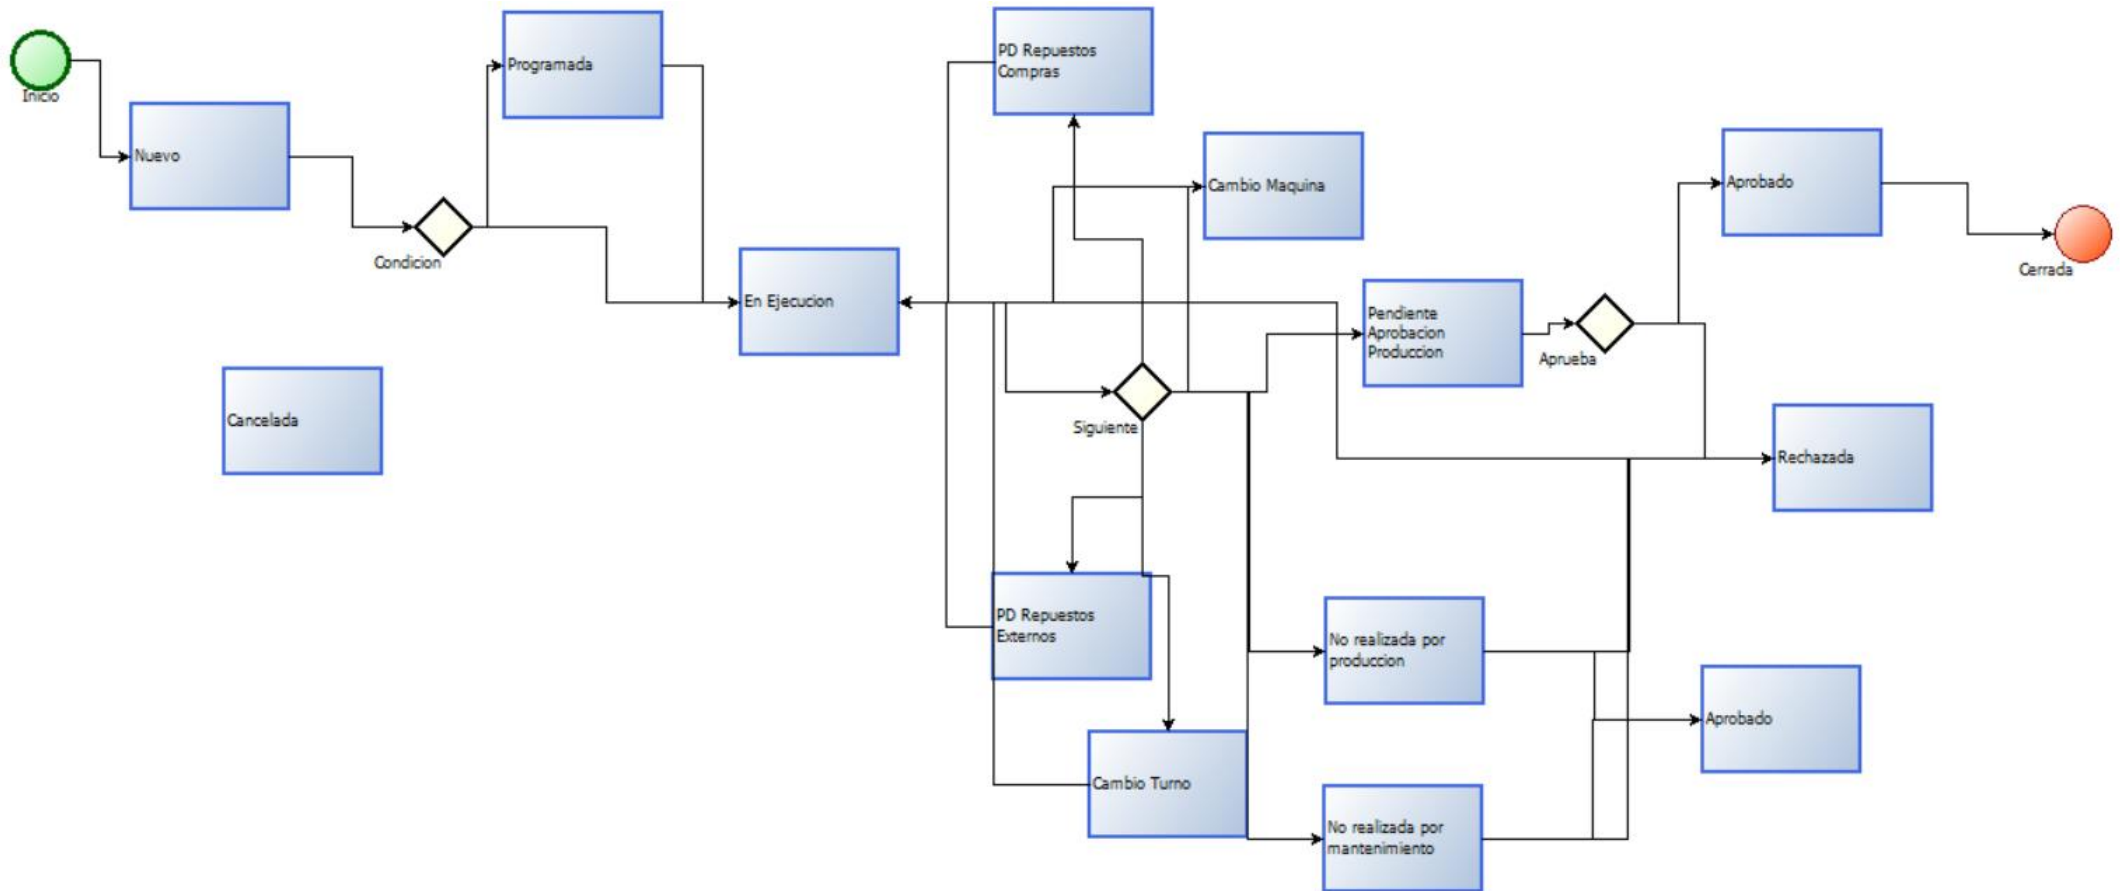 Inicio
Nuevo
Condicion
Programada
Cancelada
En Ejecucion
PD Repuestos
Compras
Cambio Maquina
Siguiente
PD Repuestos
Externos
Cambio Turno
Pendiente
Aprobacion
Produccion
Aprueba
Aprobado
Cerrada
Rechazada
No realizada por
produccion
Aprobado
No realizada por
mantenimiento